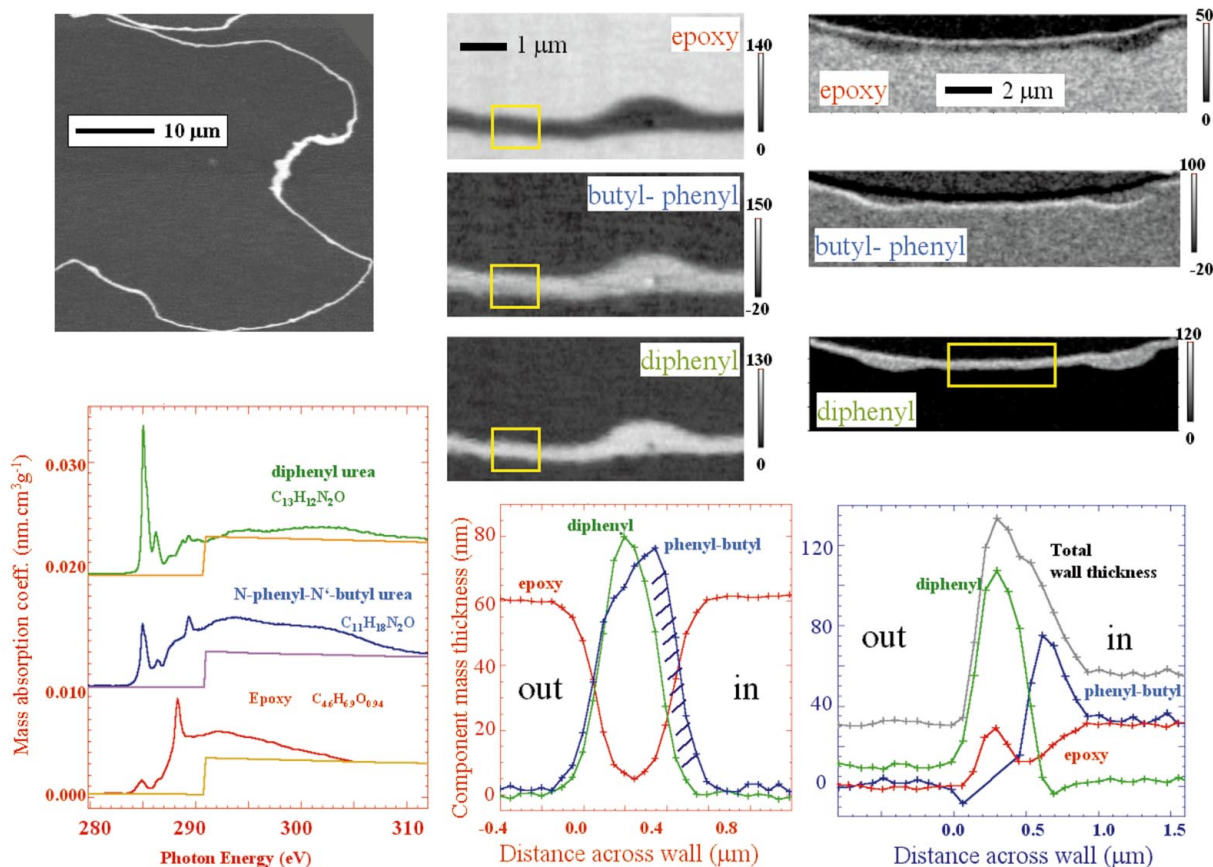 10 µm
1 µm
epoxy
140
0
butyl- phenyl
150
-20
diphenyl
130
0
50
epoxy
2 µm
0
100
butyl- phenyl
-20
120
diphenyl
0
Mass absorption coeff. (nm.cm³g⁻¹)
0.030
0.020
0.010
0.000
diphenyl urea
C₁₃H₁₂N₂O
N-phenyl-N‘-butyl urea
C₁₁H₁₈N₂O
Epoxy C₄.₆H₆.₉O₀.₉₄
280 290 300 310
Photon Energy (eV)
Component mass thickness (nm)
80
60
40
20
0
diphenyl
phenyl-butyl
epoxy
out
in
-0.4 0.0 0.4 0.8
Distance across wall (µm)
120
80
40
0
Total
wall thickness
diphenyl
out
in
phenyl-butyl
epoxy
0.0 0.5 1.0 1.5
Distance across wall (µm)